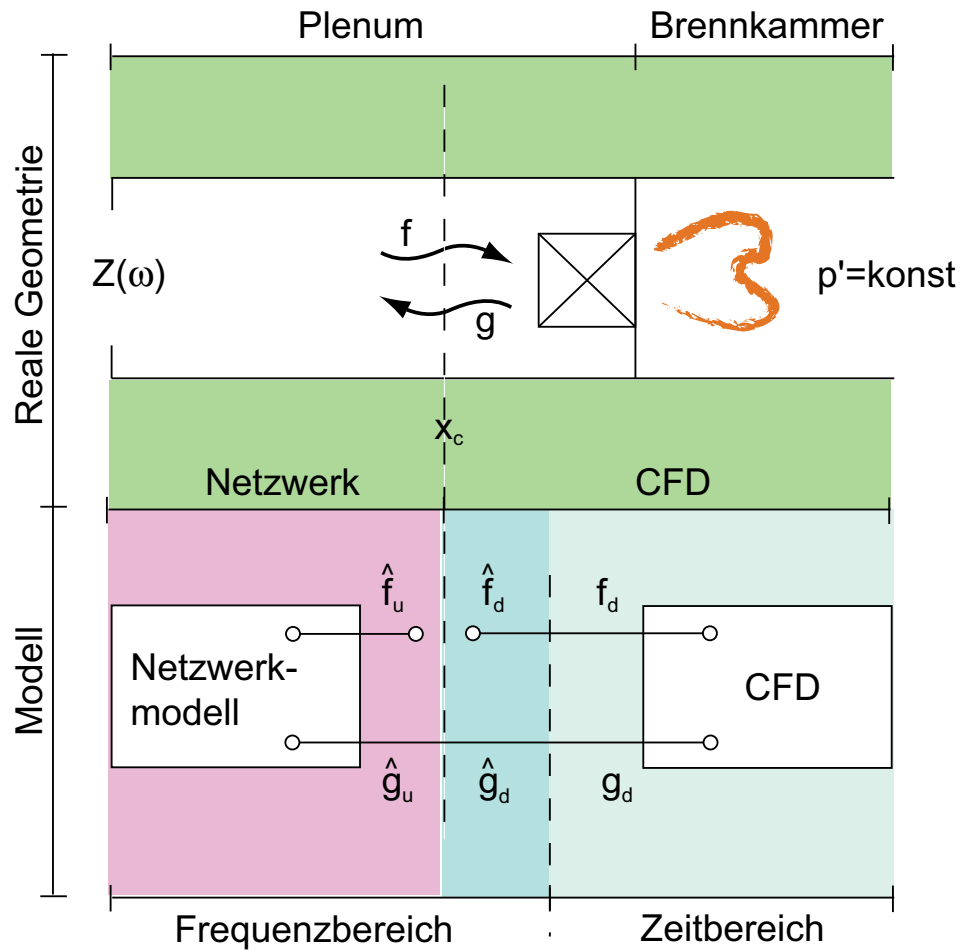 Plenum
Brennkammer
Reale Geometrie
f
Z(ω)
p'=konst
g
x_c
Netzwerk
CFD
Modell
f̂_u
f̂_d
f_d
Netzwerk-
modell
CFD
ĝ_u
ĝ_d
g_d
Frequenzbereich
Zeitbereich